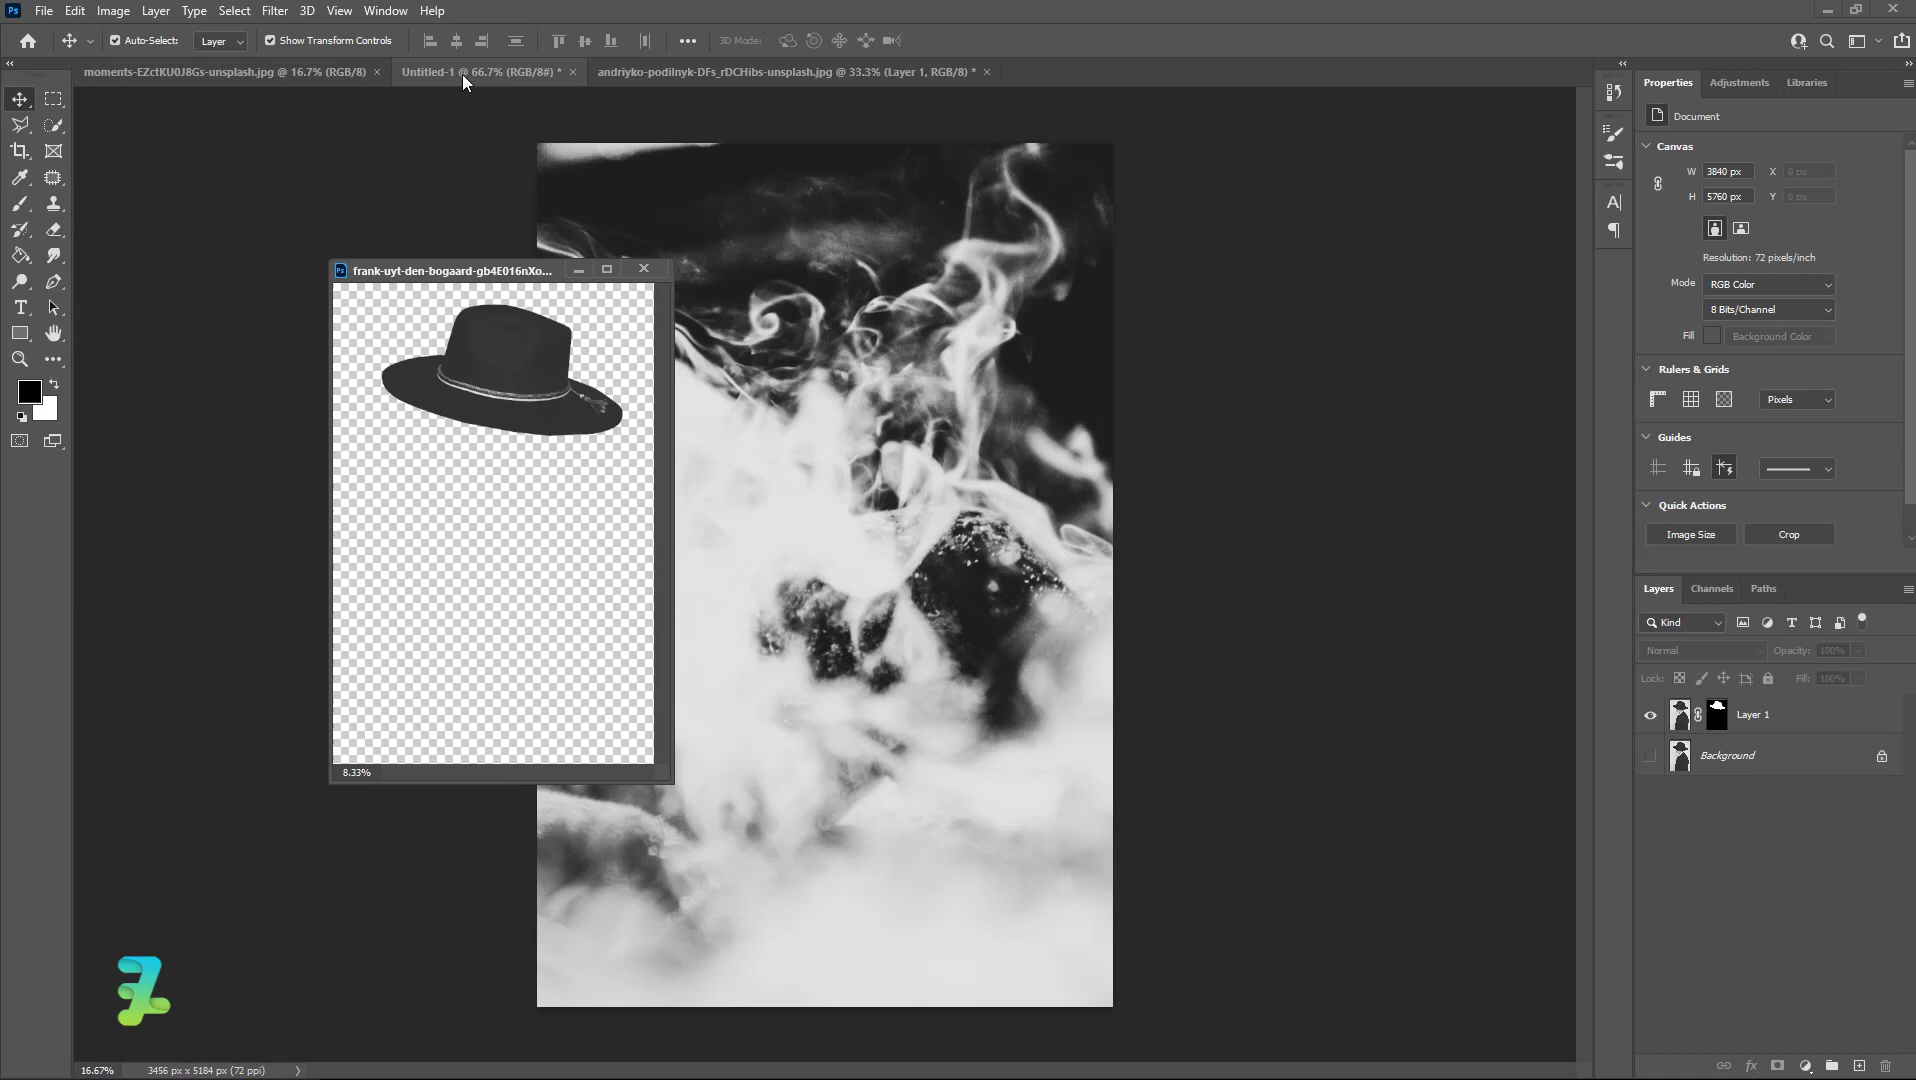 Ps File Edit Image Layer Type Select Filter 3D View Window Help
Auto-Select: Layer Show Transform Controls 3D Mode:
moments-EZctKU0J8Gs-unsplash.jpg @ 16.7% (RGB/8) × Untitled-1 @ 66.7% (RGB/8#) * × andriyko-podilnyk-DFs_rDCHibs-unsplash.jpg @ 33.3% (Layer 1, RGB/8) * ×
Ps frank-uyt-den-bogaard-gb4E016nXo...
8.33%
16.67% 3456 px x 5184 px (72 ppi)
Properties Adjustments Libraries
Document
Canvas
W 3840 px X 0 px
H 5760 px Y 0 px
Resolution: 72 pixels/inch
Mode RGB Color
8 Bits/Channel
Fill Background Color
Rulers & Grids
Pixels
Guides
Quick Actions
Image Size Crop
Layers Channels Paths
Kind
Normal Opacity: 100%
Lock: Fill: 100%
Layer 1
Background